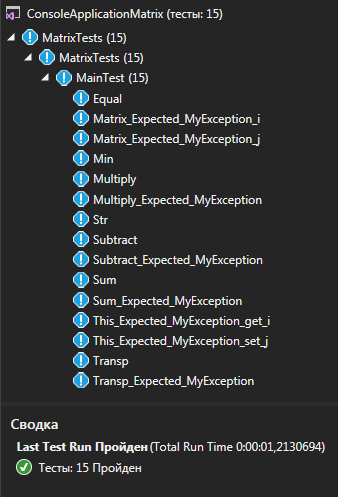 ConsoleApplicationMatrix (тесты: 15)
MatrixTests (15)
MatrixTests (15)
MainTest (15)
Equal
Matrix_Expected_MyException_i
Matrix_Expected_MyException_j
Min
Multiply
Multiply_Expected_MyException
Str
Subtract
Subtract_Expected_MyException
Sum
Sum_Expected_MyException
This_Expected_MyException_get_i
This_Expected_MyException_set_j
Transp
Transp_Expected_MyException
Сводка
Last Test Run Пройден (Total Run Time 0:00:01,2130694)
Тесты: 15 Пройден